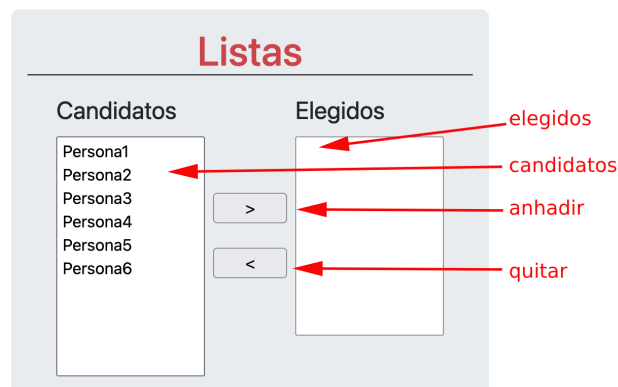 Listas
Candidatos
Elegidos
Persona1
Persona2
Persona3
Persona4
Persona5
Persona6
>
<
elegidos
candidatos
anhadir
quitar